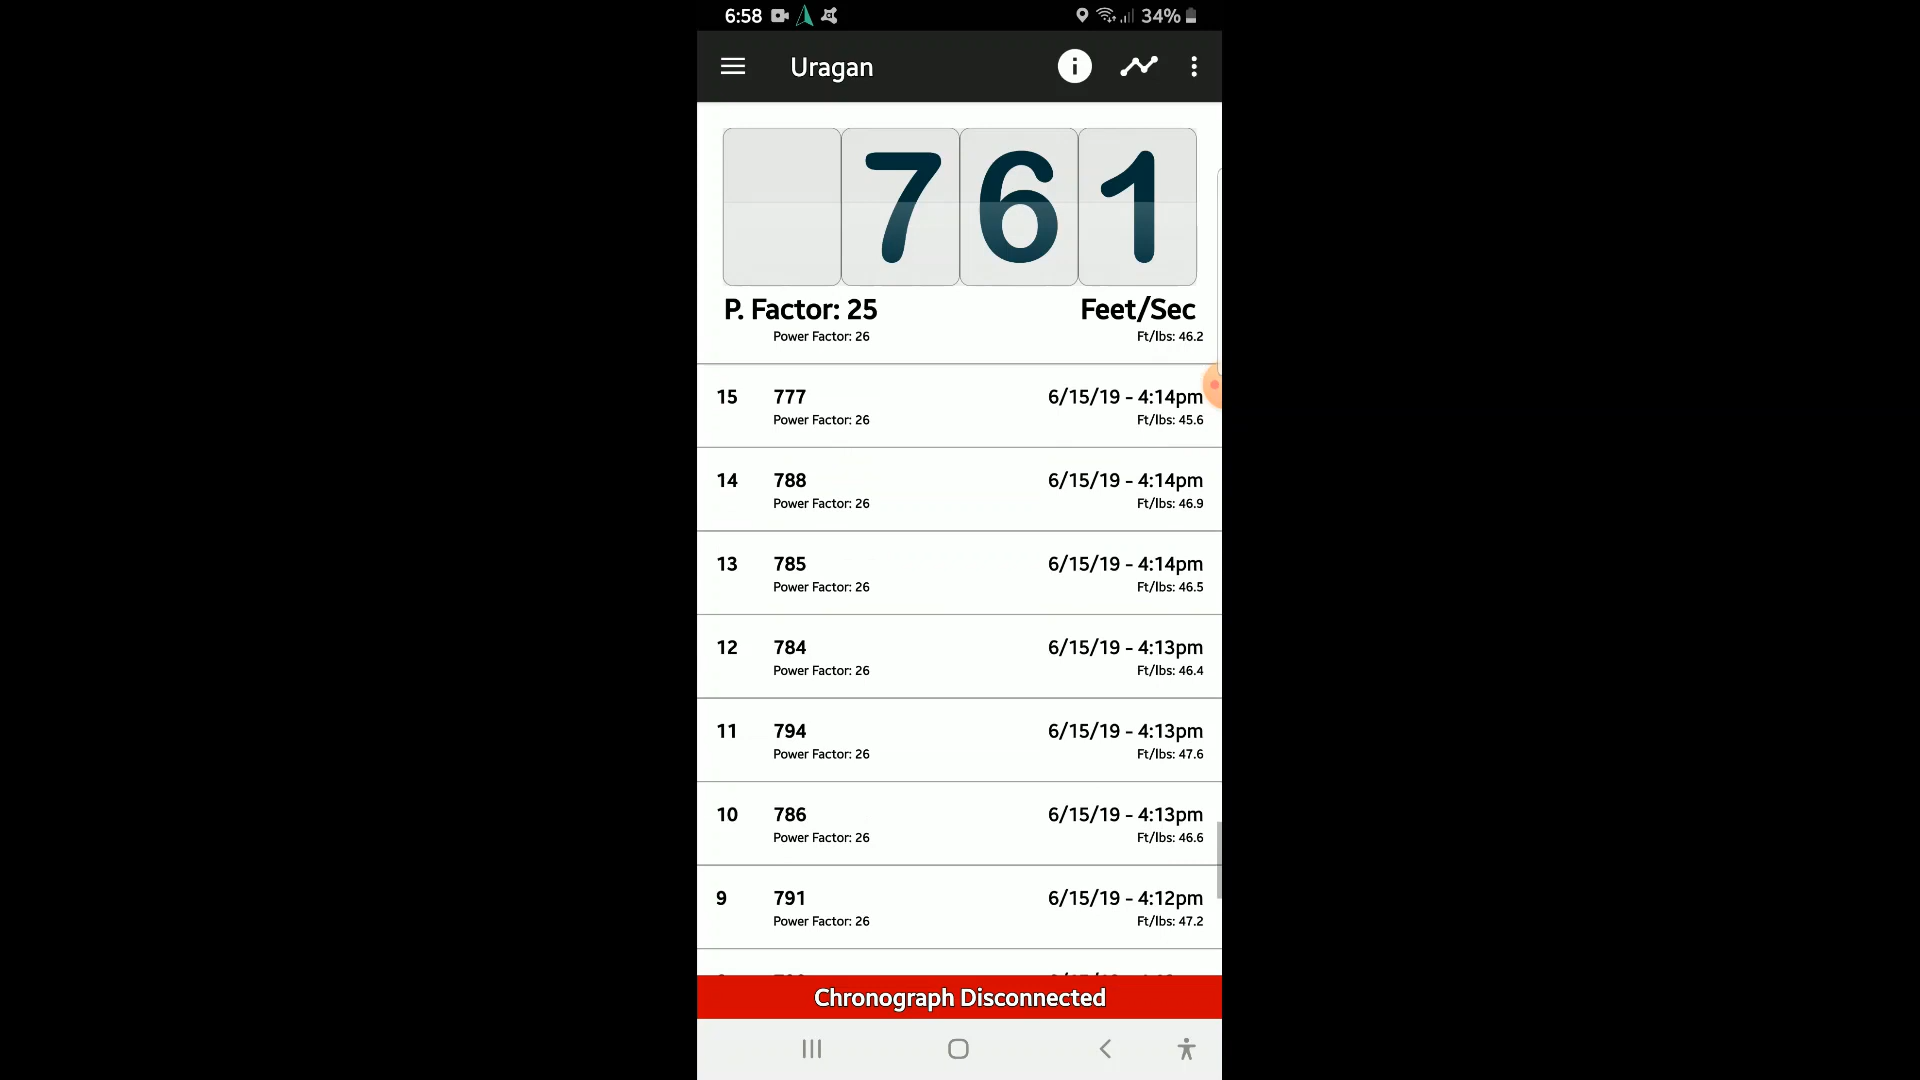 6:58 34%
Uragan
761
P. Factor: 25 Feet/Sec
Power Factor: 26 Ft/lbs: 46.2
15 777 6/15/19 - 4:14pm
Power Factor: 26 Ft/lbs: 45.6
14 788 6/15/19 - 4:14pm
Power Factor: 26 Ft/lbs: 46.9
13 785 6/15/19 - 4:14pm
Power Factor: 26 Ft/lbs: 46.5
12 784 6/15/19 - 4:13pm
Power Factor: 26 Ft/lbs: 46.4
11 794 6/15/19 - 4:13pm
Power Factor: 26 Ft/lbs: 47.6
10 786 6/15/19 - 4:13pm
Power Factor: 26 Ft/lbs: 46.6
9 791 6/15/19 - 4:12pm
Power Factor: 26 Ft/lbs: 47.2
Chronograph Disconnected